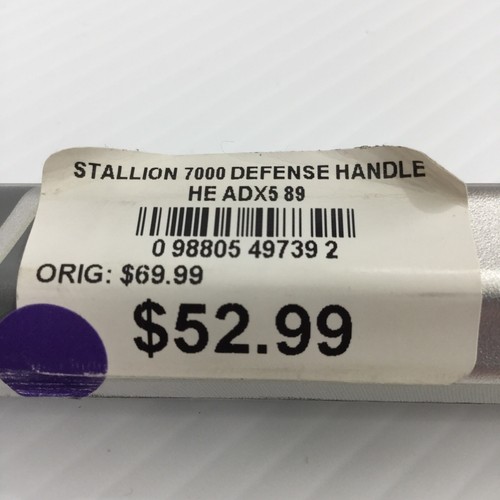 STALLION 7000 DEFENSE HANDLE
HE ADX5 89
0 98805 49739 2
ORIG: $69.99
$52.99